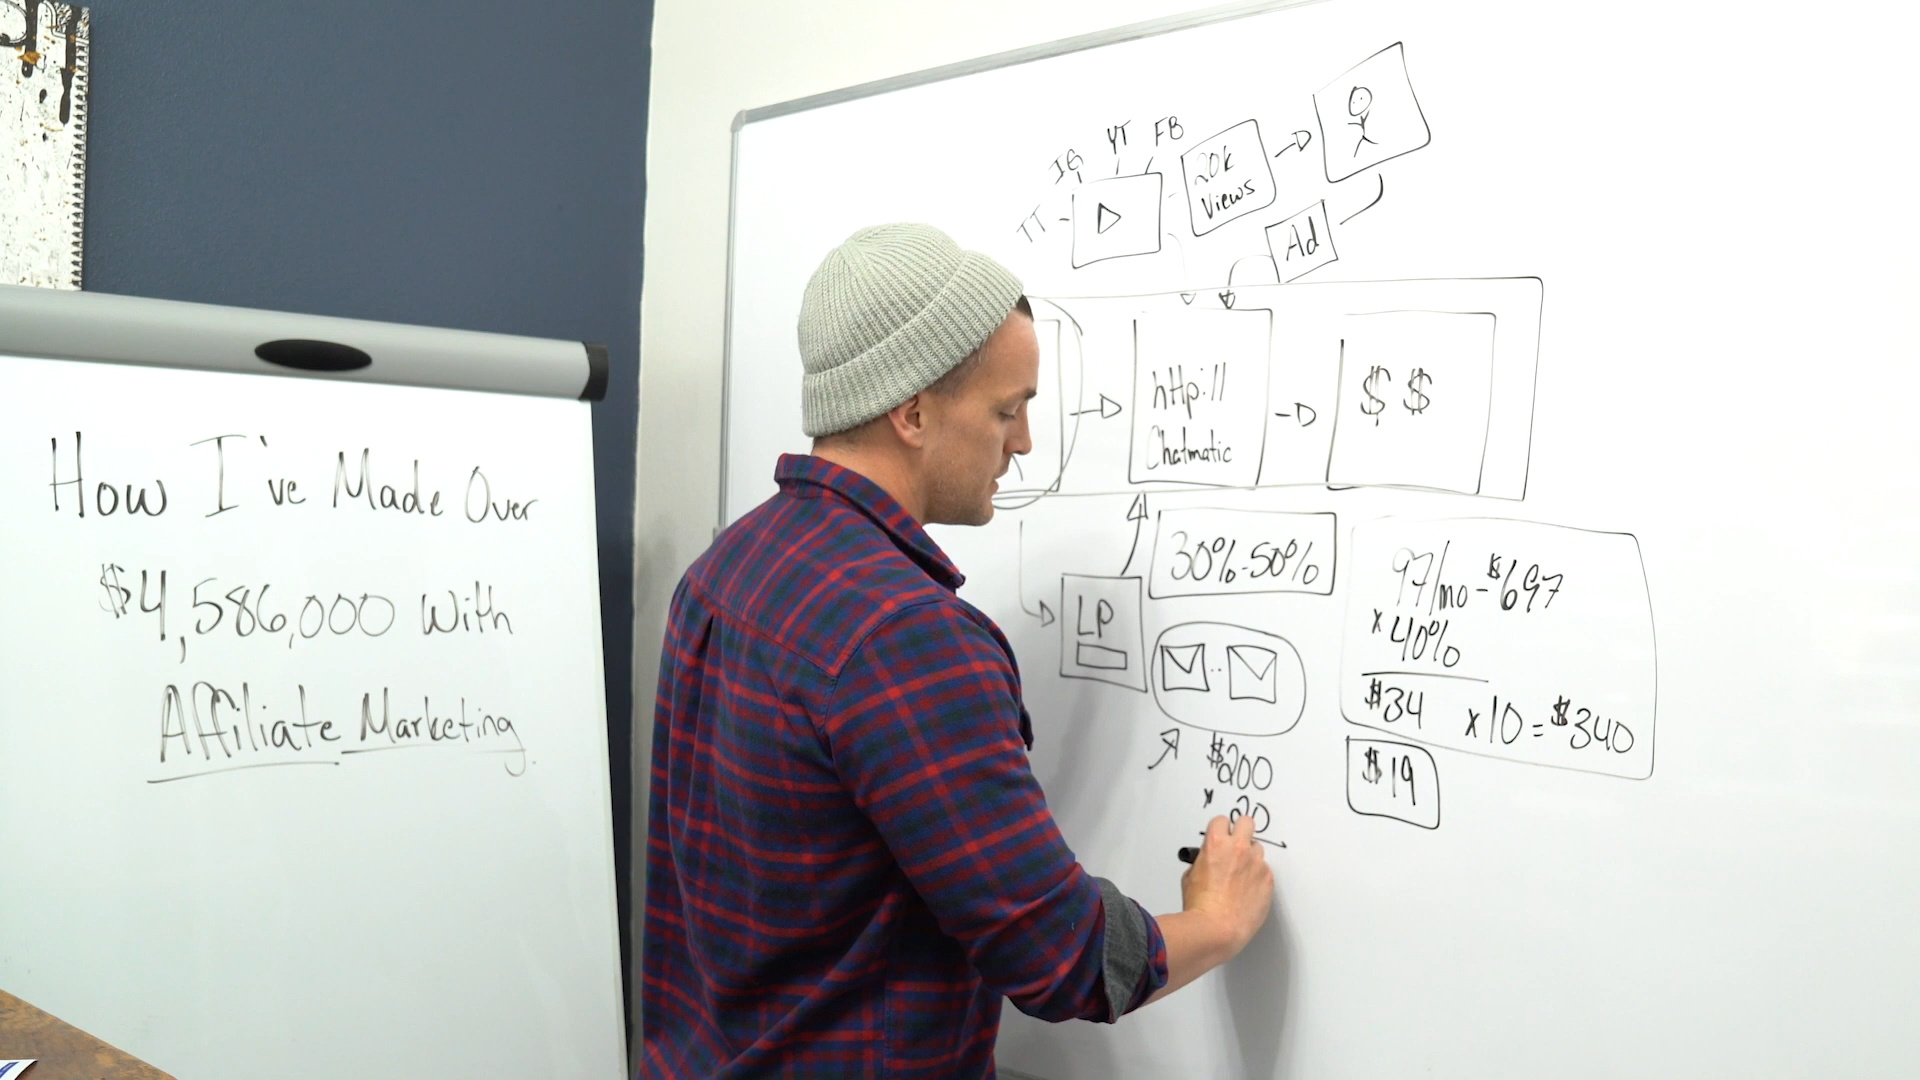 How I've Made Over
$4,586,000 With
Affiliate Marketing.
TT IG YT FB
20k
Views
Ad
http://
Chatmatic
$ $
30%-50%
LP
97/mo - $697
x 40%
$34 x 10 = $340
$19
$200
x 20